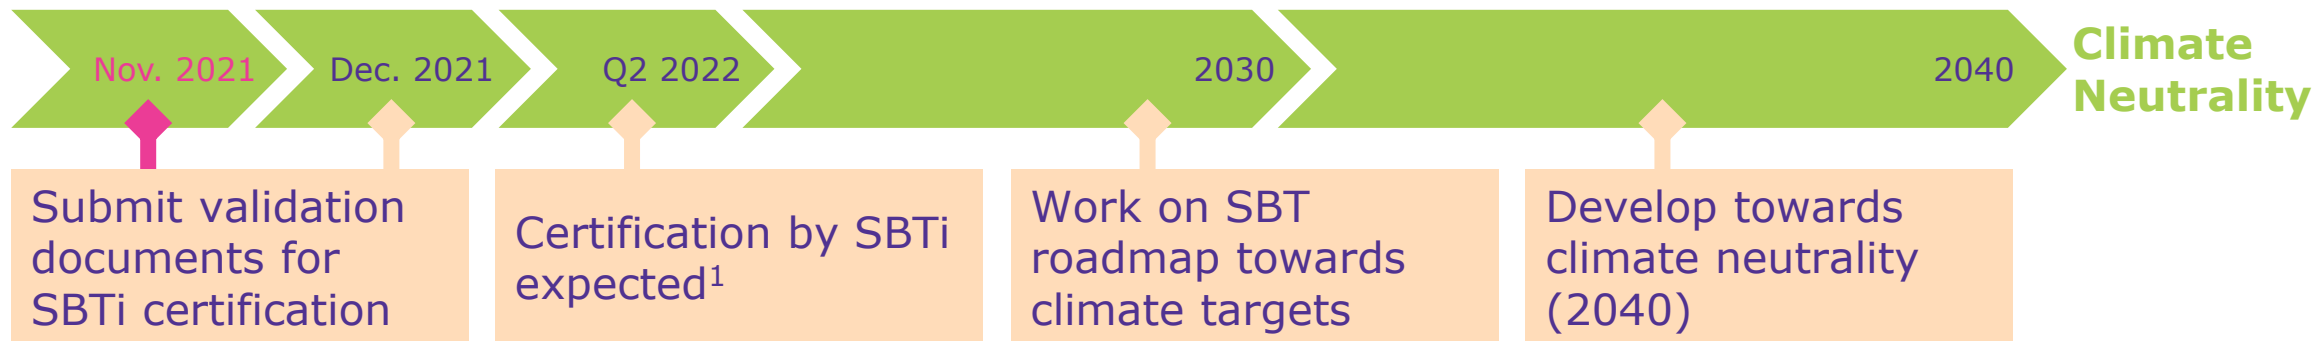 Nov. 2021
Dec. 2021
Q2 2022
2030
2040
Climate
Neutrality
Submit validation
documents for
SBTi certification
Certification by SBTi
expected¹
Work on SBT
roadmap towards
climate targets
Develop towards
climate neutrality
(2040)